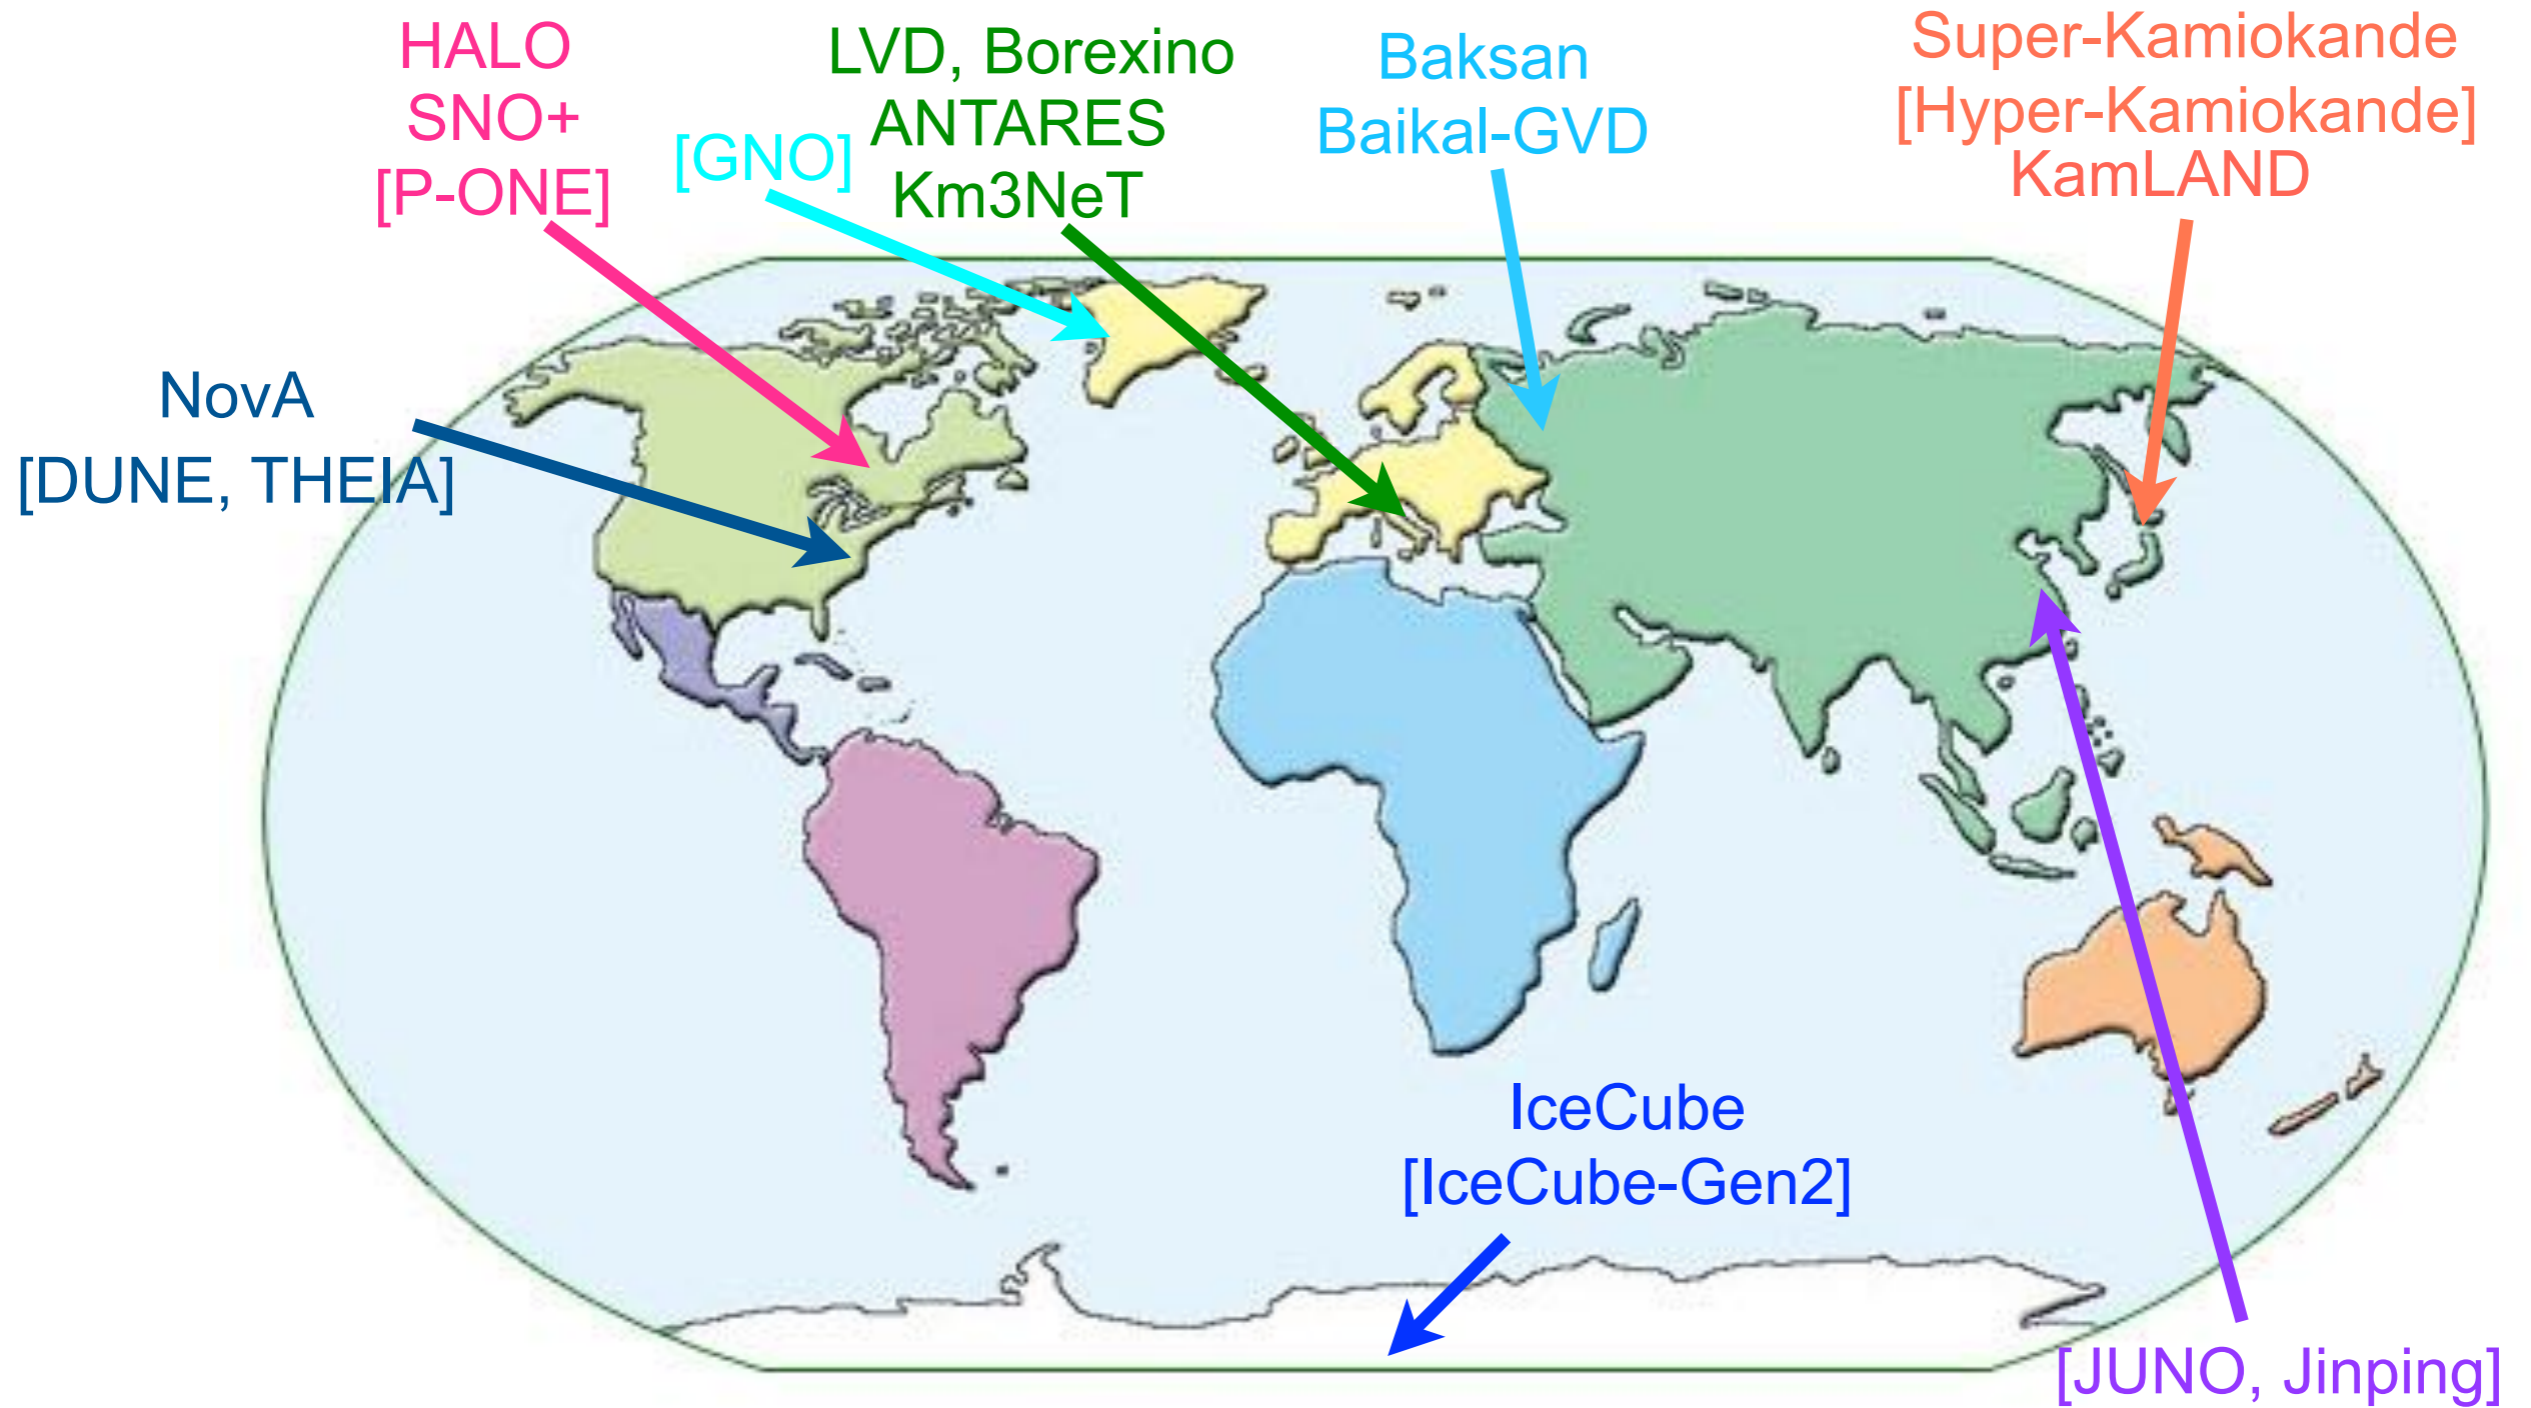 HALO
SNO+
[P-ONE]
[GNO]
LVD, Borexino
ANTARES
Km3NeT
Baksan
Baikal-GVD
Super-Kamiokande
[Hyper-Kamiokande]
KamLAND
NovA
[DUNE, THEIA]
IceCube
[IceCube-Gen2]
[JUNO, Jinping]